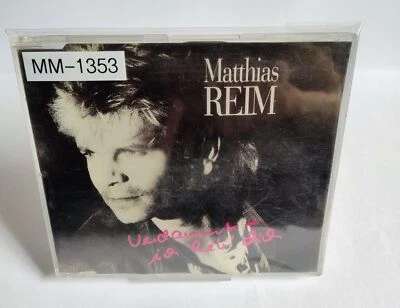 MM-1353
Matthias
REIM
Verdammt -
ich lieb' dich